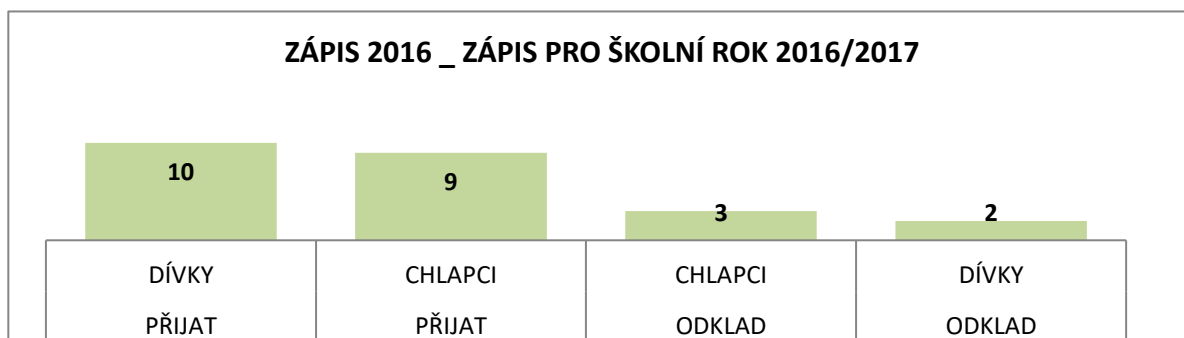 ZÁPIS 2016 _ ZÁPIS PRO ŠKOLNÍ ROK 2016/2017
10 9 3 2
DÍVKY CHLAPCI CHLAPCI DÍVKY
PŘIJAT PŘIJAT ODKLAD ODKLAD